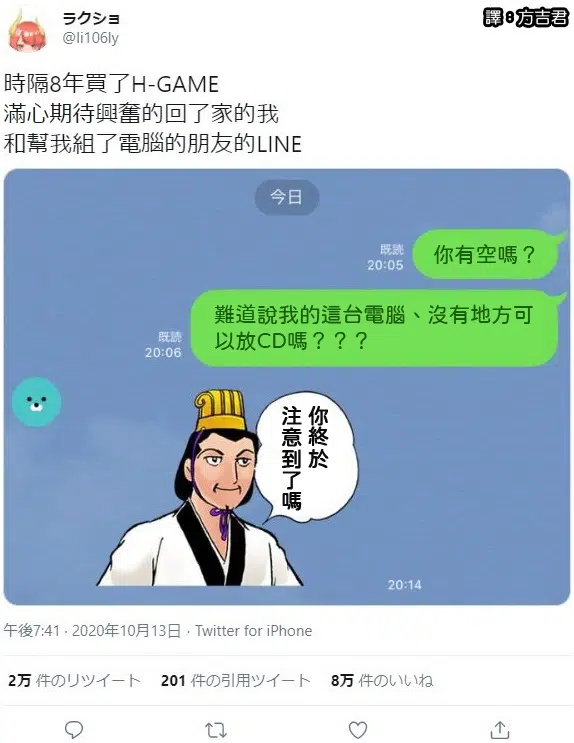 ラクショ
@li106ly
譯:方吉君
時隔8年買了H-GAME
滿心期待興奮的回了家的我
和幫我組了電腦的朋友的LINE
今日
既読
20:05
你有空嗎？
難道說我的這台電腦、沒有地方可
以放CD嗎？？？
既読
20:06
你終於
注意到了嗎
20:14
午後7:41 · 2020年10月13日 · Twitter for iPhone
2万 件のリツイート 201 件の引用ツイート 8万 件のいいね